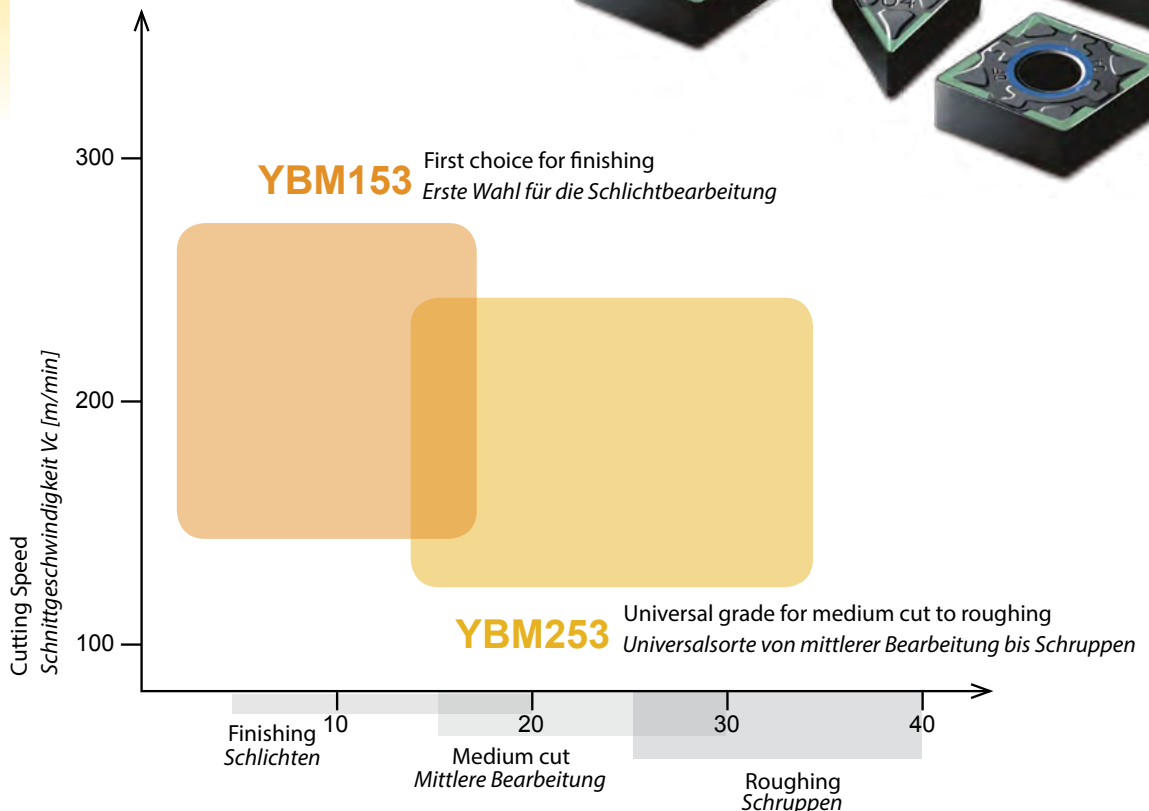 300
YBM153
First choice for finishing
Erste Wahl für die Schlichtbearbeitung
200
Cutting Speed
Schnittgeschwindigkeit Vc [m/min]
100
YBM253
Universal grade for medium cut to roughing
Universalsorte von mittlerer Bearbeitung bis Schruppen
10
20
30
40
Finishing
Schlichten
Medium cut
Mittlere Bearbeitung
Roughing
Schruppen